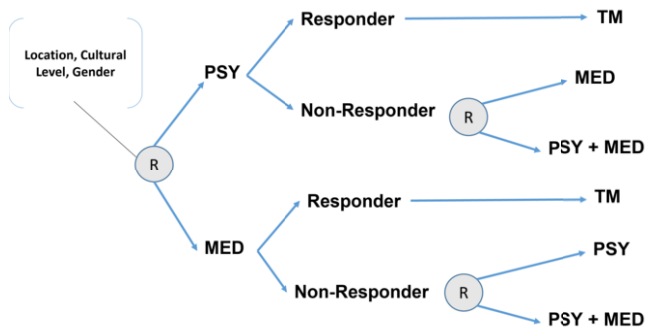 Location, Cultural
Level, Gender
R
PSY
Responder
TM
Non-Responder
R
MED
PSY + MED
MED
Responder
TM
Non-Responder
R
PSY
PSY + MED